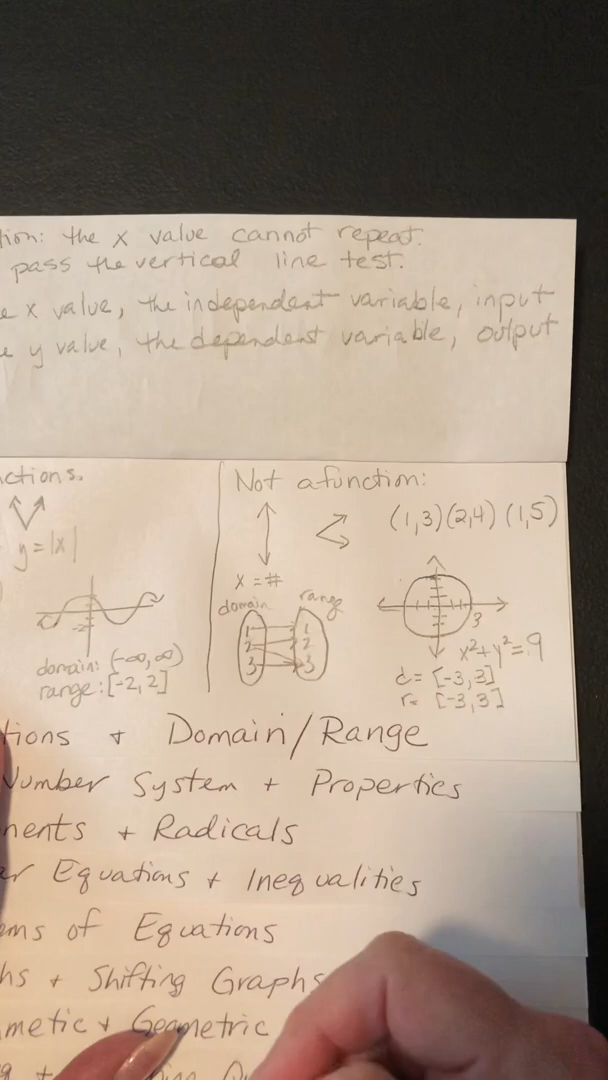 tion: the x value cannot repeat.
pass the vertical line test.
e x value, the independent variable, input
e y value, the dependent variable, output
ctions.
y = |x|
-2
domain: (-∞, ∞)
range: [-2, 2]
Not a function:
(1,3) (2,4) (1,5)
x = #
domain range
1 1
2 2
3 3
3
x² + y² = 9
d = [-3, 3]
r = [-3, 3]
tions + Domain/Range
Number System + Properties
nents + Radicals
ar Equations + Inequalities
ems of Equations
hs + Shifting Graphs
metic + Geometric